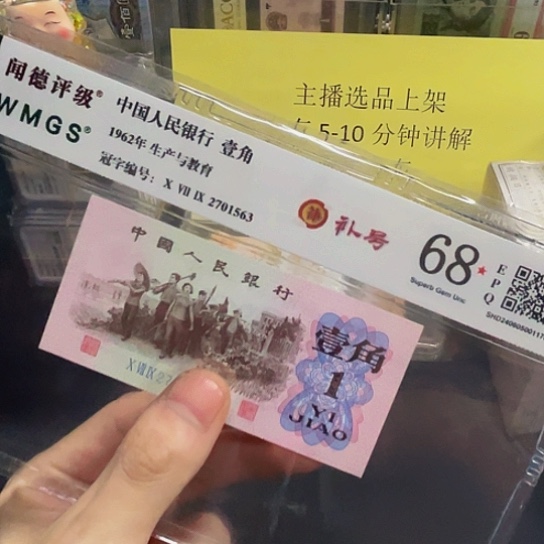 主播选品上架
5-10 分钟讲解
闻德评级®
WMGS®
中国人民银行 壹角
1962年 生产与教育
冠字编号： X VII IX 2701563
补号
68★
EPQ
Superb Gem Unc
中國人民銀行
壹角
1
YI
JIAO
X VII IX 2